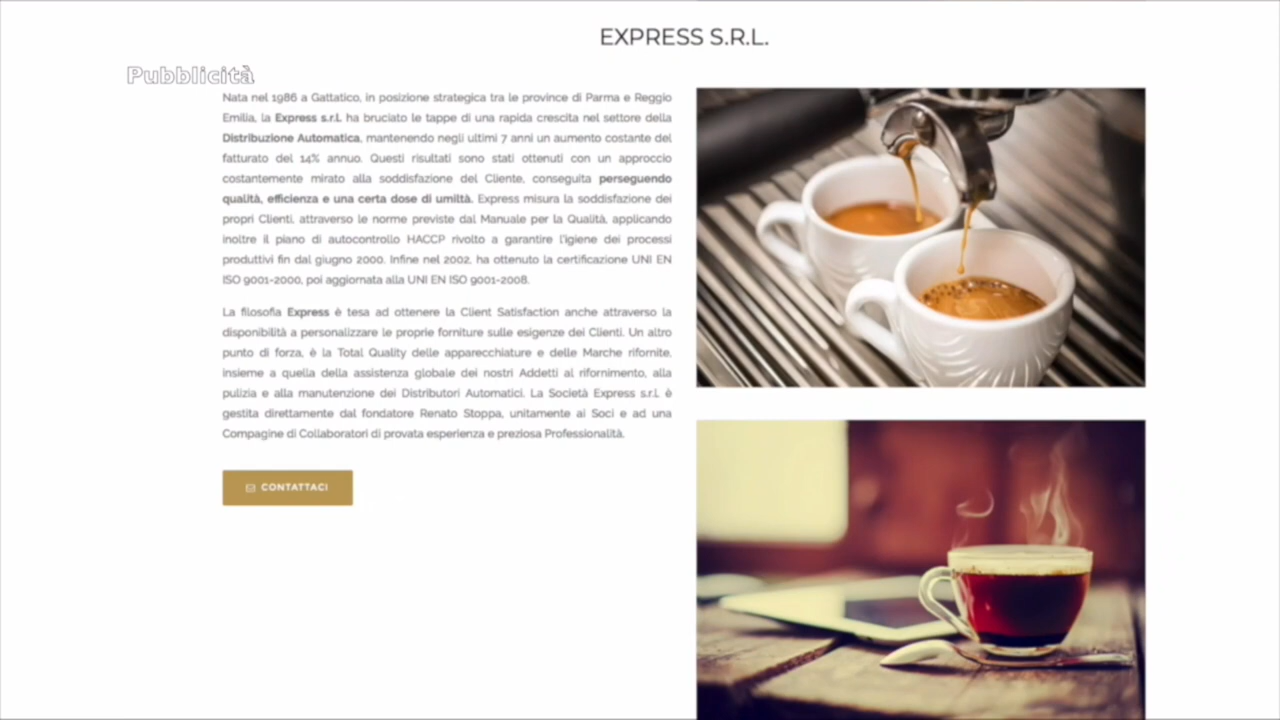 EXPRESS S.R.L.
Pubblicità
Nata nel 1986 a Gattatico, in posizione strategica tra le province di Parma e Reggio
Emilia, la Express s.r.l. ha bruciato le tappe di una rapida crescita nel settore della
Distribuzione Automatica, mantenendo negli ultimi 7 anni un aumento costante del
fatturato del 14% annuo. Questi risultati sono stati ottenuti con un approccio
costantemente mirato alla soddisfazione del Cliente, conseguita perseguendo
qualità, efficienza e una certa dose di umiltà. Express misura la soddisfazione dei
propri Clienti, attraverso le norme previste dal Manuale per la Qualità, applicando
inoltre il piano di autocontrollo HACCP rivolto a garantire l'igiene dei processi
produttivi fin dal giugno 2000. Infine nel 2002, ha ottenuto la certificazione UNI EN
ISO 9001-2000, poi aggiornata alla UNI EN ISO 9001-2008.
La filosofia Express è tesa ad ottenere la Client Satisfaction anche attraverso la
disponibilità a personalizzare le proprie forniture sulle esigenze dei Clienti. Un altro
punto di forza, è la Total Quality delle apparecchiature e delle Marche rifornite,
insieme a quella della assistenza globale dei nostri Addetti al rifornimento, alla
pulizia e alla manutenzione dei Distributori Automatici. La Società Express s.r.l. è
gestita direttamente dal fondatore Renato Stoppa, unitamente ai Soci e ad una
Compagine di Collaboratori di provata esperienza e preziosa Professionalità.
CONTATTACI